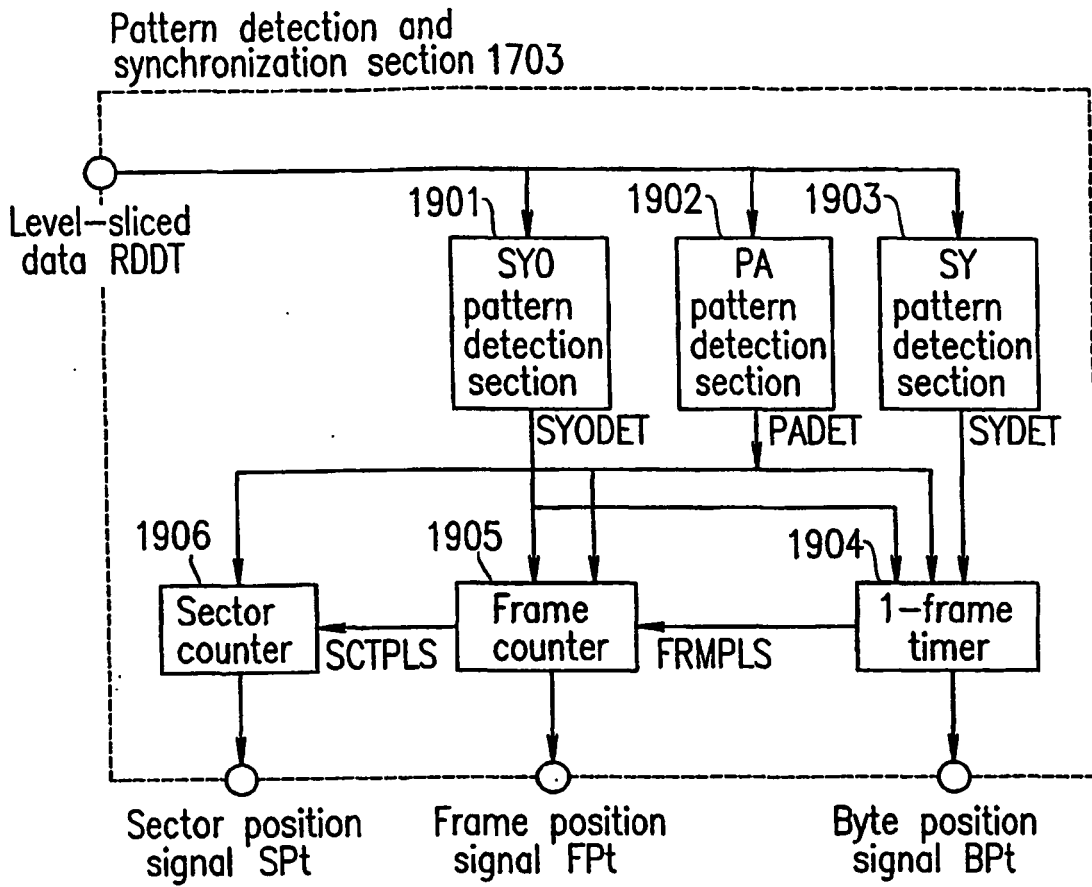 Pattern detection and
synchronization section 1703
Level-sliced
data RDDT
1901
1902
1903
SYO
pattern
detection
section
PA
pattern
detection
section
SY
pattern
detection
section
SYODET
PADET
SYDET
1906
1905
1904
Sector
counter
SCTPLS
Frame
counter
FRMPLS
1-frame
timer
Sector position
signal SPt
Frame position
signal FPt
Byte position
signal BPt